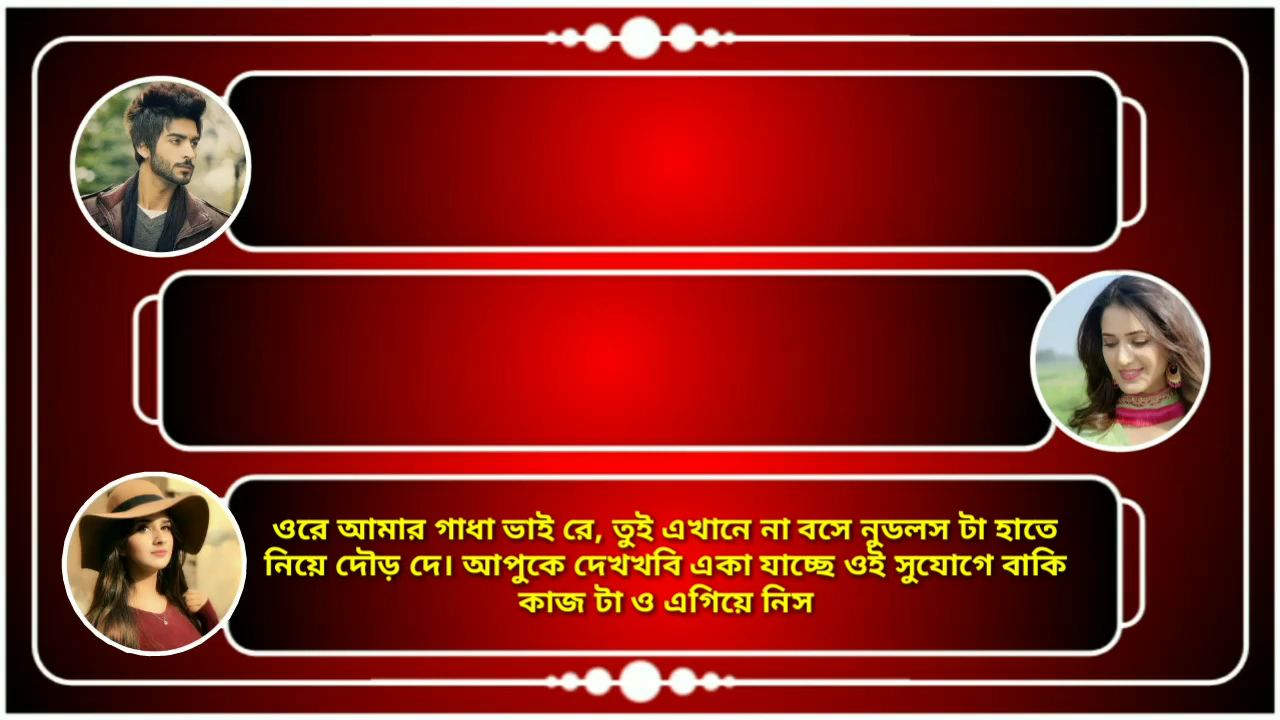 ওরে আমার গাধা ভাই রে, তুই এখানে না বসে নুডলস টা হাতে
নিয়ে দৌড় দে। আপুকে দেখখবি একা যাচ্ছে ওই সুযোগে বাকি
কাজ টা ও এগিয়ে নিস